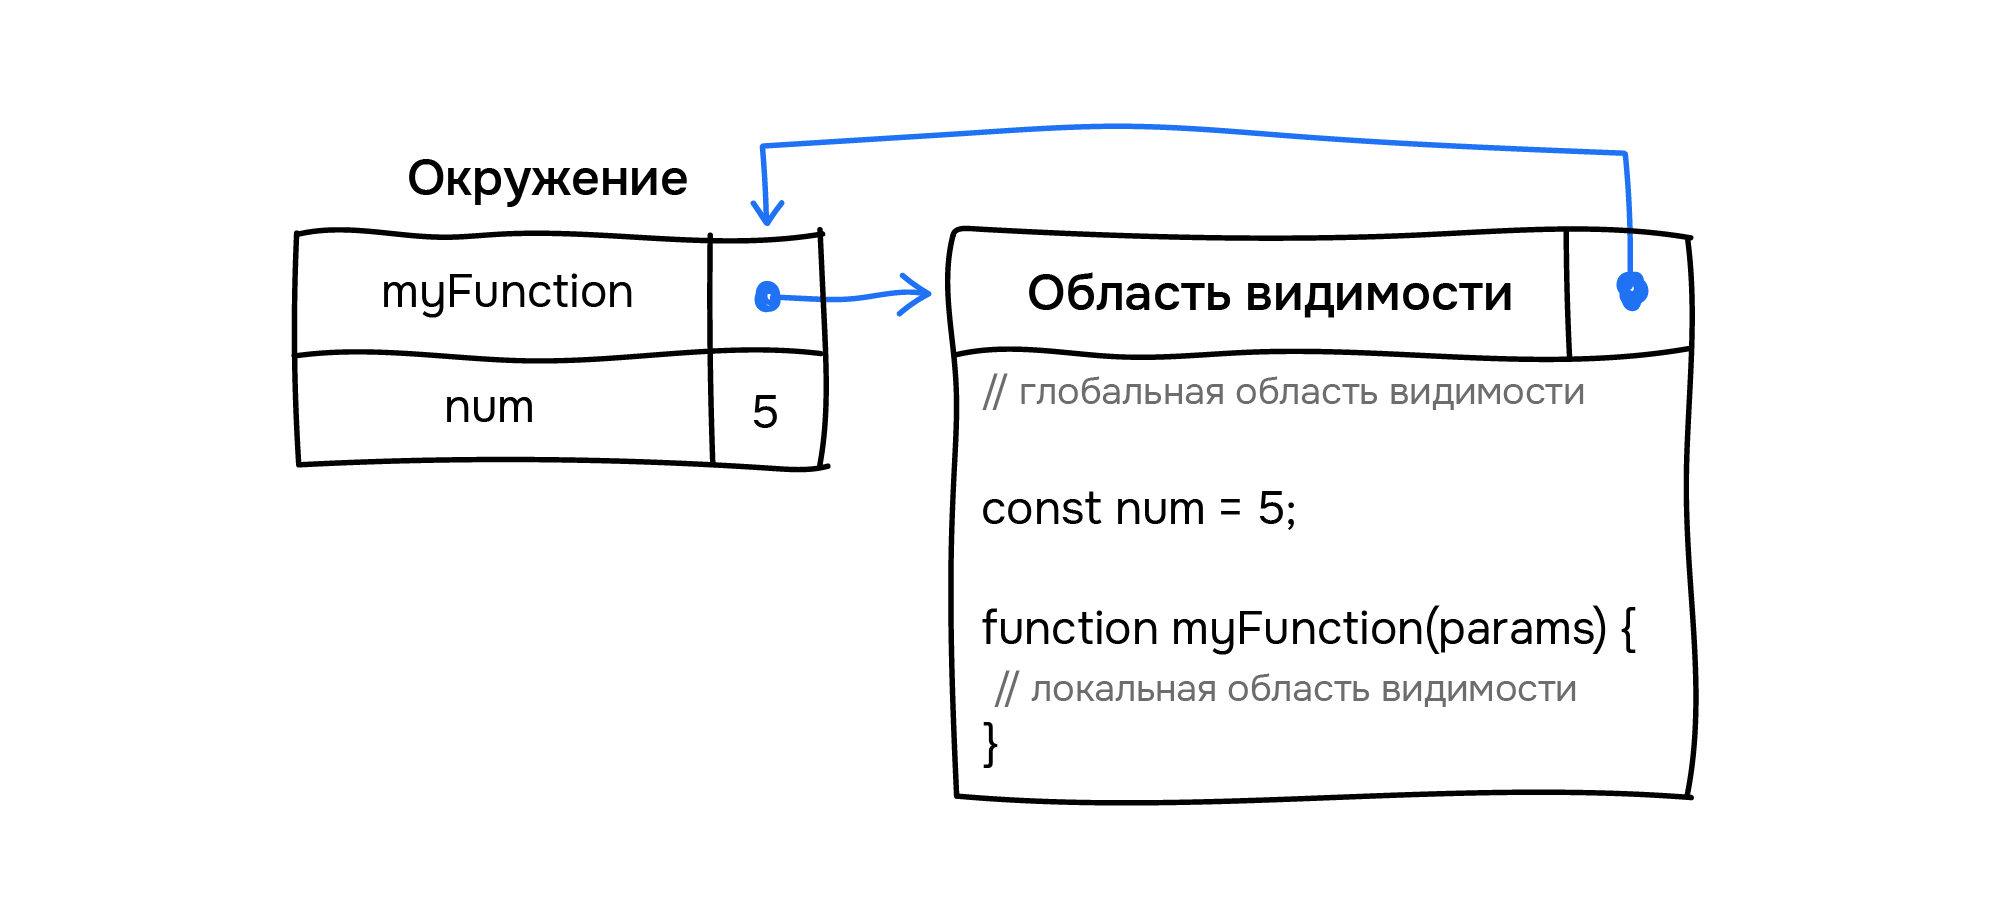 Окружение
myFunction
num
5
Область видимости
// глобальная область видимости
const num = 5;
function myFunction(params) {
// локальная область видимости
}